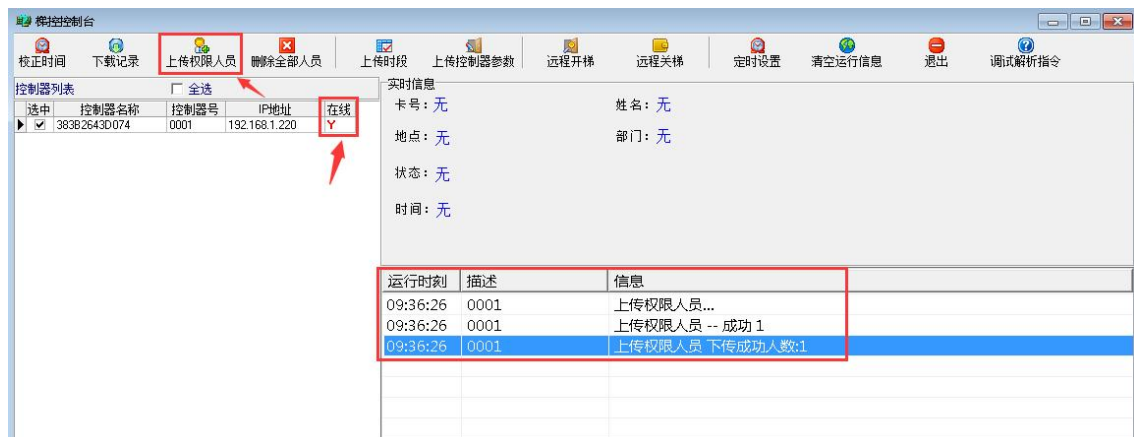 梯控控制台
校正时间 下载记录 上传权限人员 删除全部人员 上传时段 上传控制器参数 远程开梯 远程关梯 定时设置 清空运行信息 退出 调试解析指令
控制器列表 全选
选中 控制器名称 控制器号 IP地址 在线
383B2643D074 0001 192.168.1.220 Y
实时信息
卡号：无 姓名：无
地点：无 部门：无
状态：无
时间：无
运行时刻 描述 信息
09:36:26 0001 上传权限人员...
09:36:26 0001 上传权限人员 -- 成功 1
09:36:26 0001 上传权限人员 下传成功人数:1